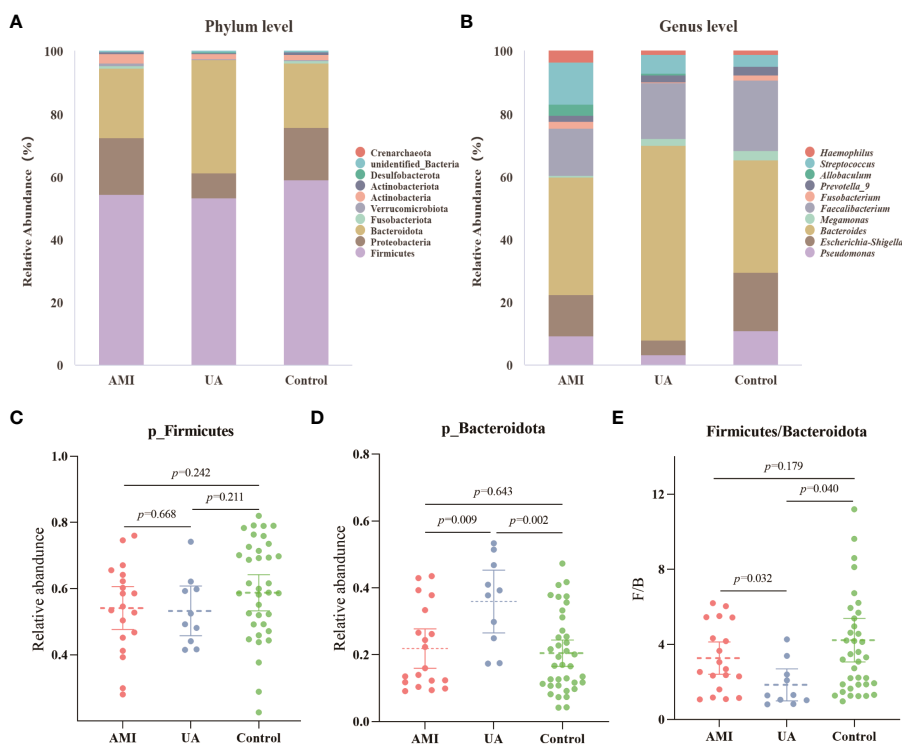 A
Phylum level
Relative Abundance (%)
100
80
60
40
20
0
AMI
UA
Control
Crenarchaeota
unidentified_Bacteria
Desulfobacterota
Actinobacteriota
Actinobacteria
Verrucomicrobiota
Fusobacteriota
Bacteroidota
Proteobacteria
Firmicutes
B
Genus level
Relative Abundance (%)
100
80
60
40
20
0
AMI
UA
Control
Haemophilus
Streptococcus
Allobaculum
Prevotella_9
Fusobacterium
Faecalibacterium
Megamonas
Bacteroides
Escherichia-Shigella
Pseudomonas
C
p_Firmicutes
Relative abundance
1.0
0.8
0.6
0.4
p=0.242
p=0.668
p=0.211
AMI
UA
Control
D
p_Bacteroidota
Relative abundunce
0.8
0.6
0.4
0.2
0.0
p=0.643
p=0.009
p=0.002
AMI
UA
Control
E
Firmicutes/Bacteroidota
F/B
12
8
4
0
p=0.179
p=0.040
p=0.032
AMI
UA
Control